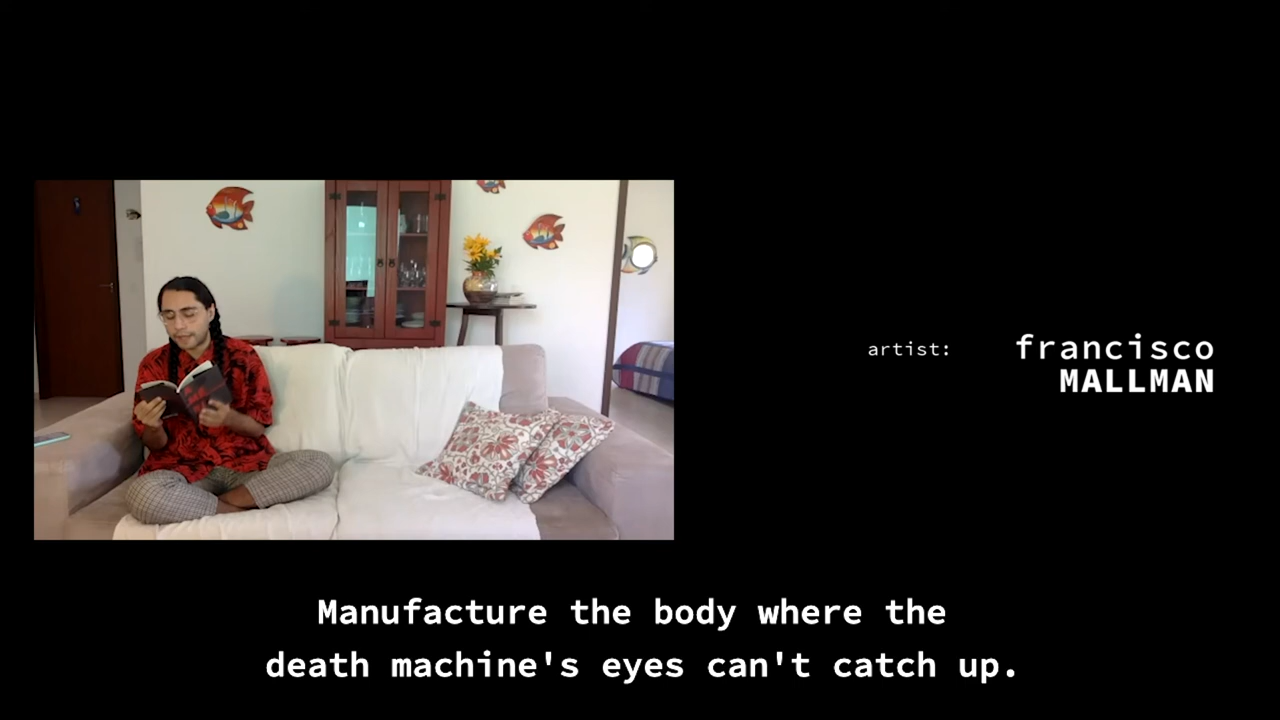 artist:
francisco
MALLMAN
Manufacture the body where the
death machine's eyes can't catch up.